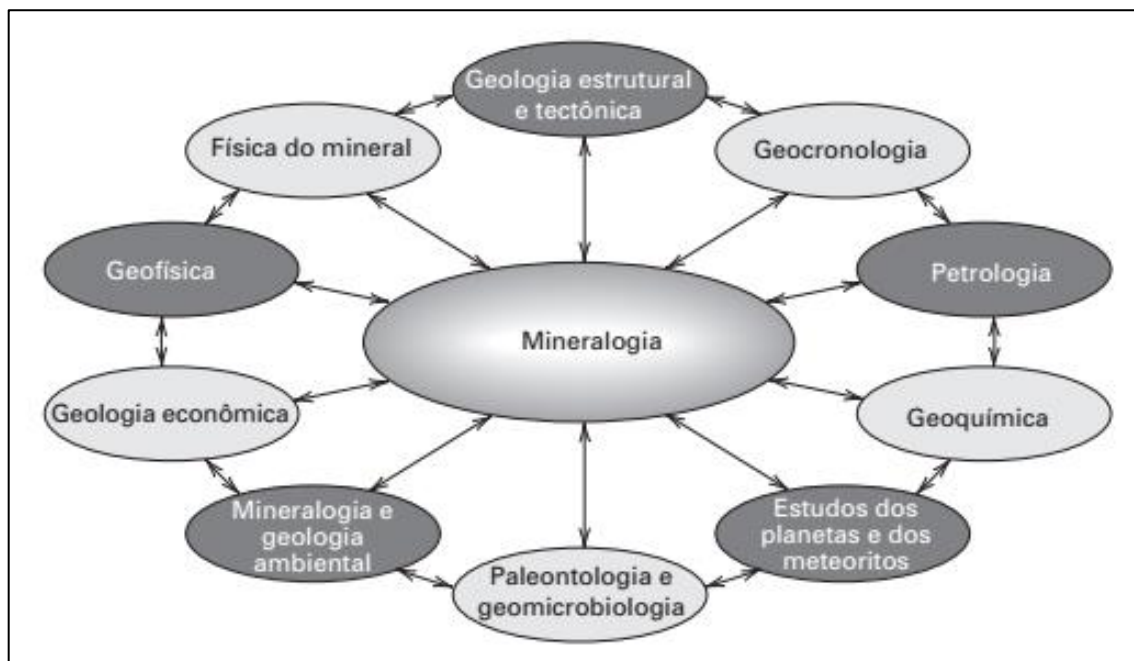 Geologia estrutural
e tectônica
Física do mineral
Geocronologia
Geofísica
Petrologia
Mineralogia
Geologia econômica
Geoquímica
Mineralogia e
geologia
ambiental
Estudos dos
planetas e dos
meteoritos
Paleontologia e
geomicrobiologia